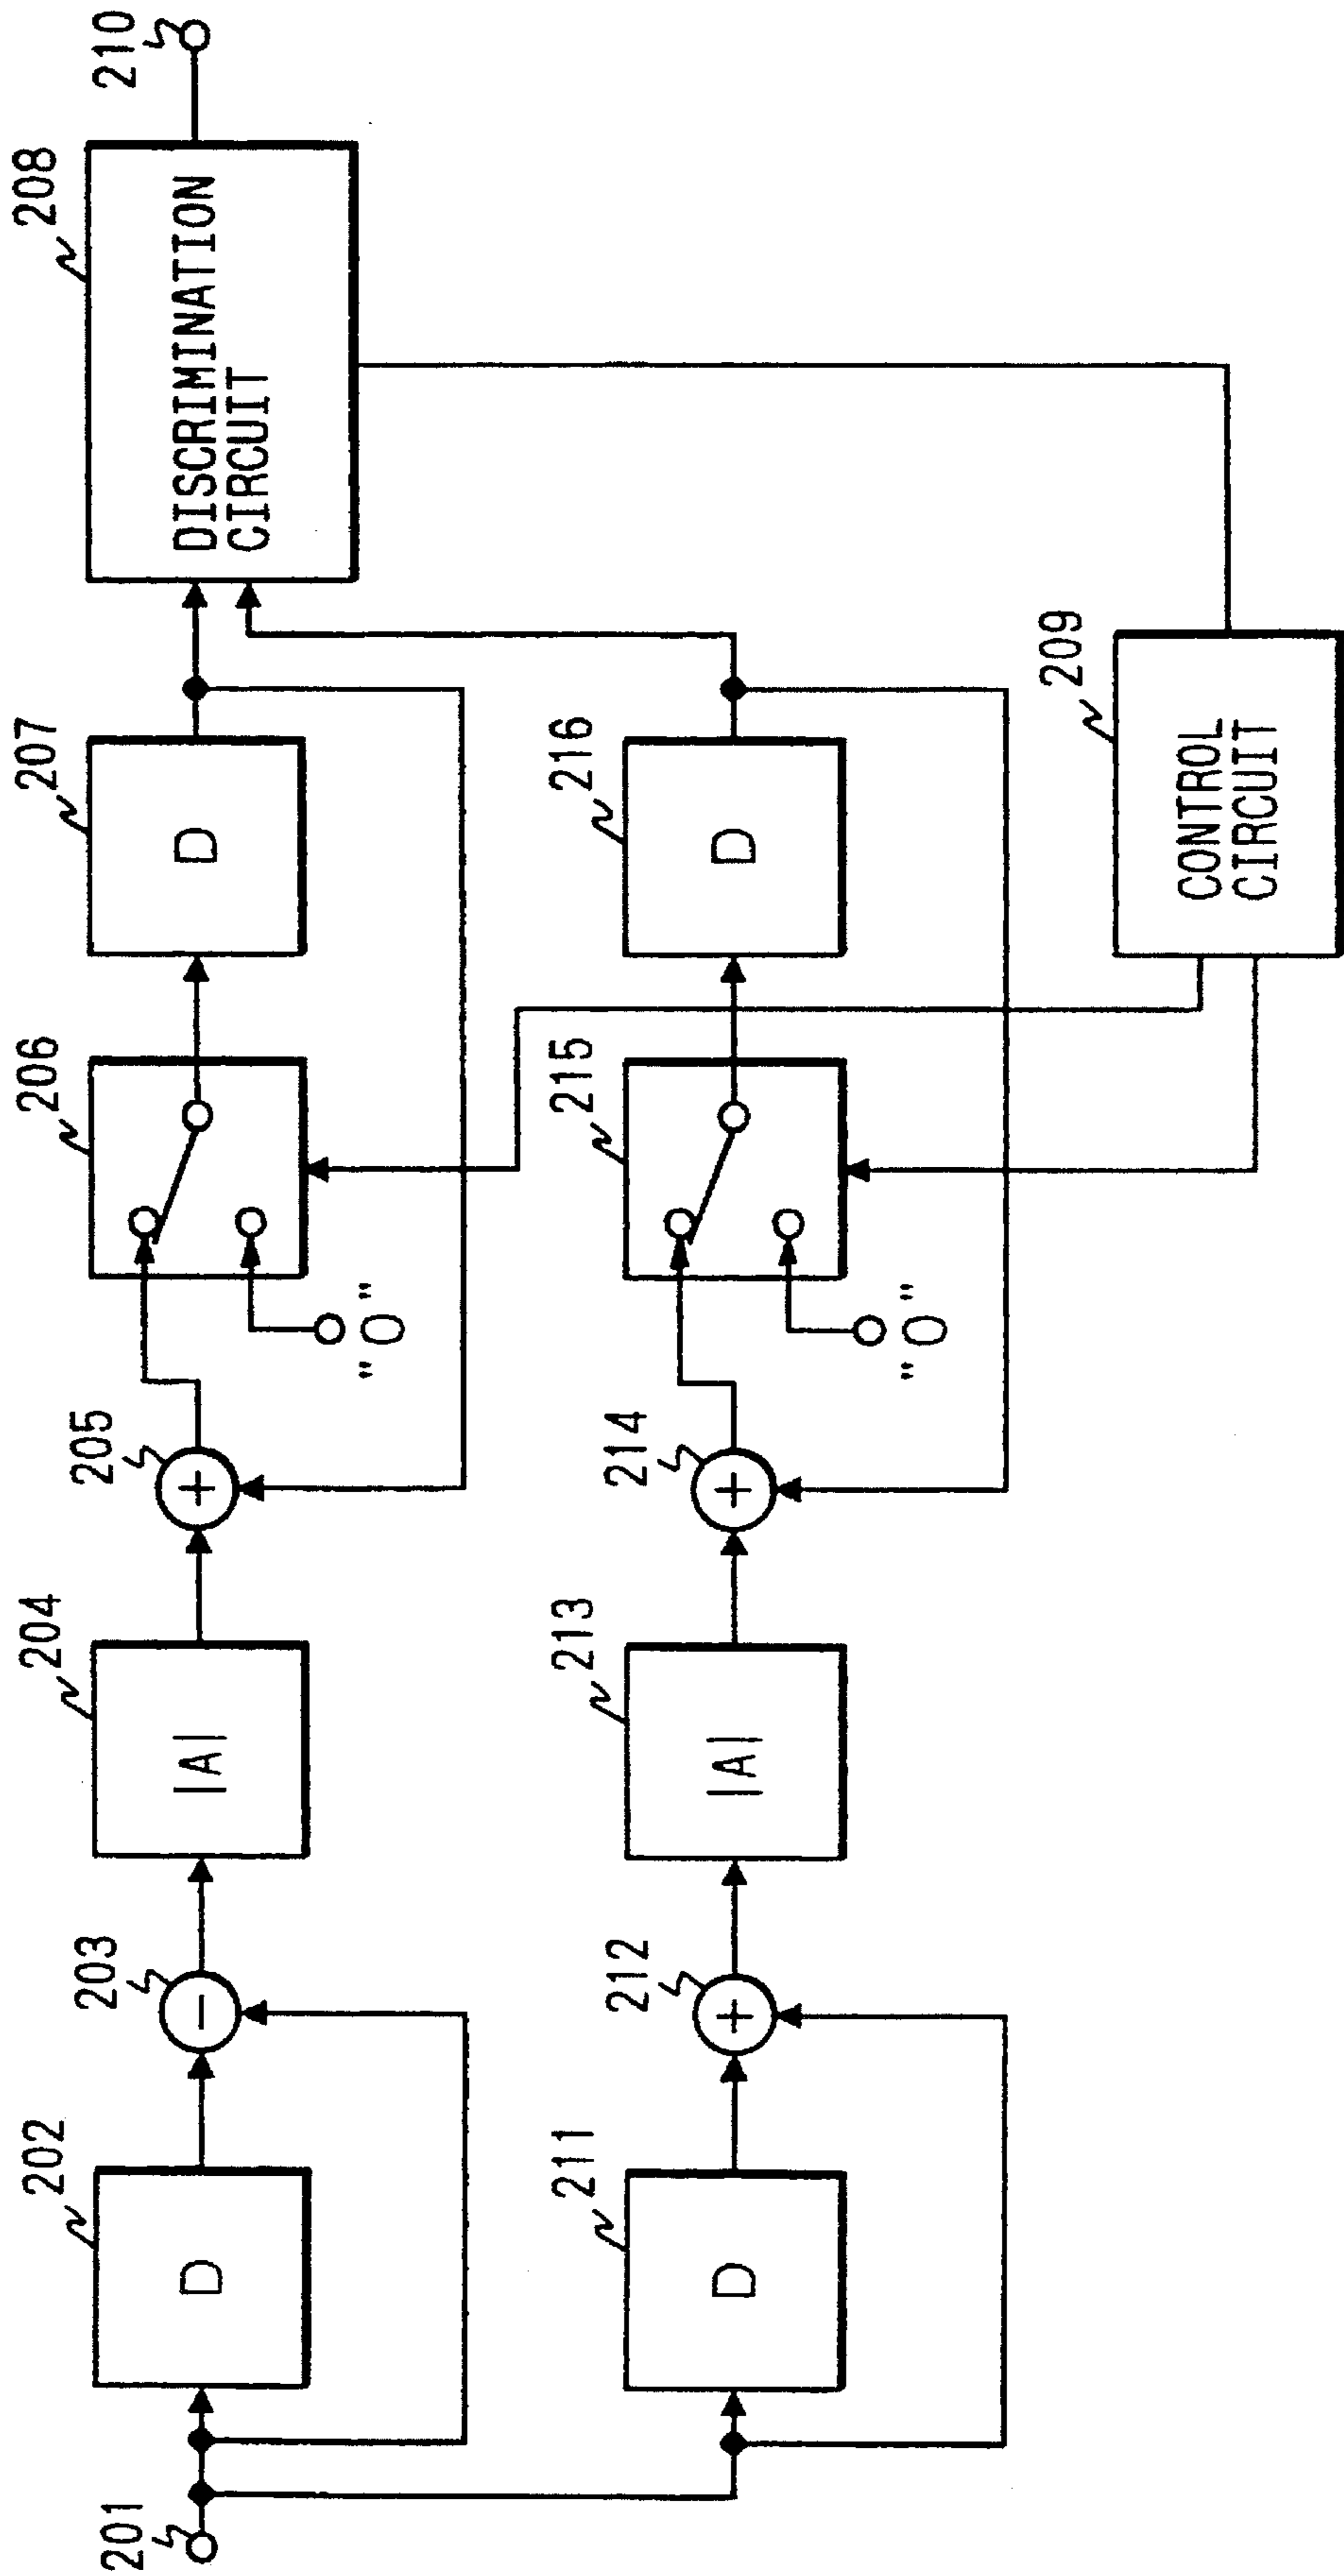 201
202
D
203
−
204
|A|
205
+
206
"0"
207
D
208
DISCRIMINATION
CIRCUIT
210
211
D
212
+
213
|A|
214
+
215
"0"
216
D
209
CONTROL
CIRCUIT